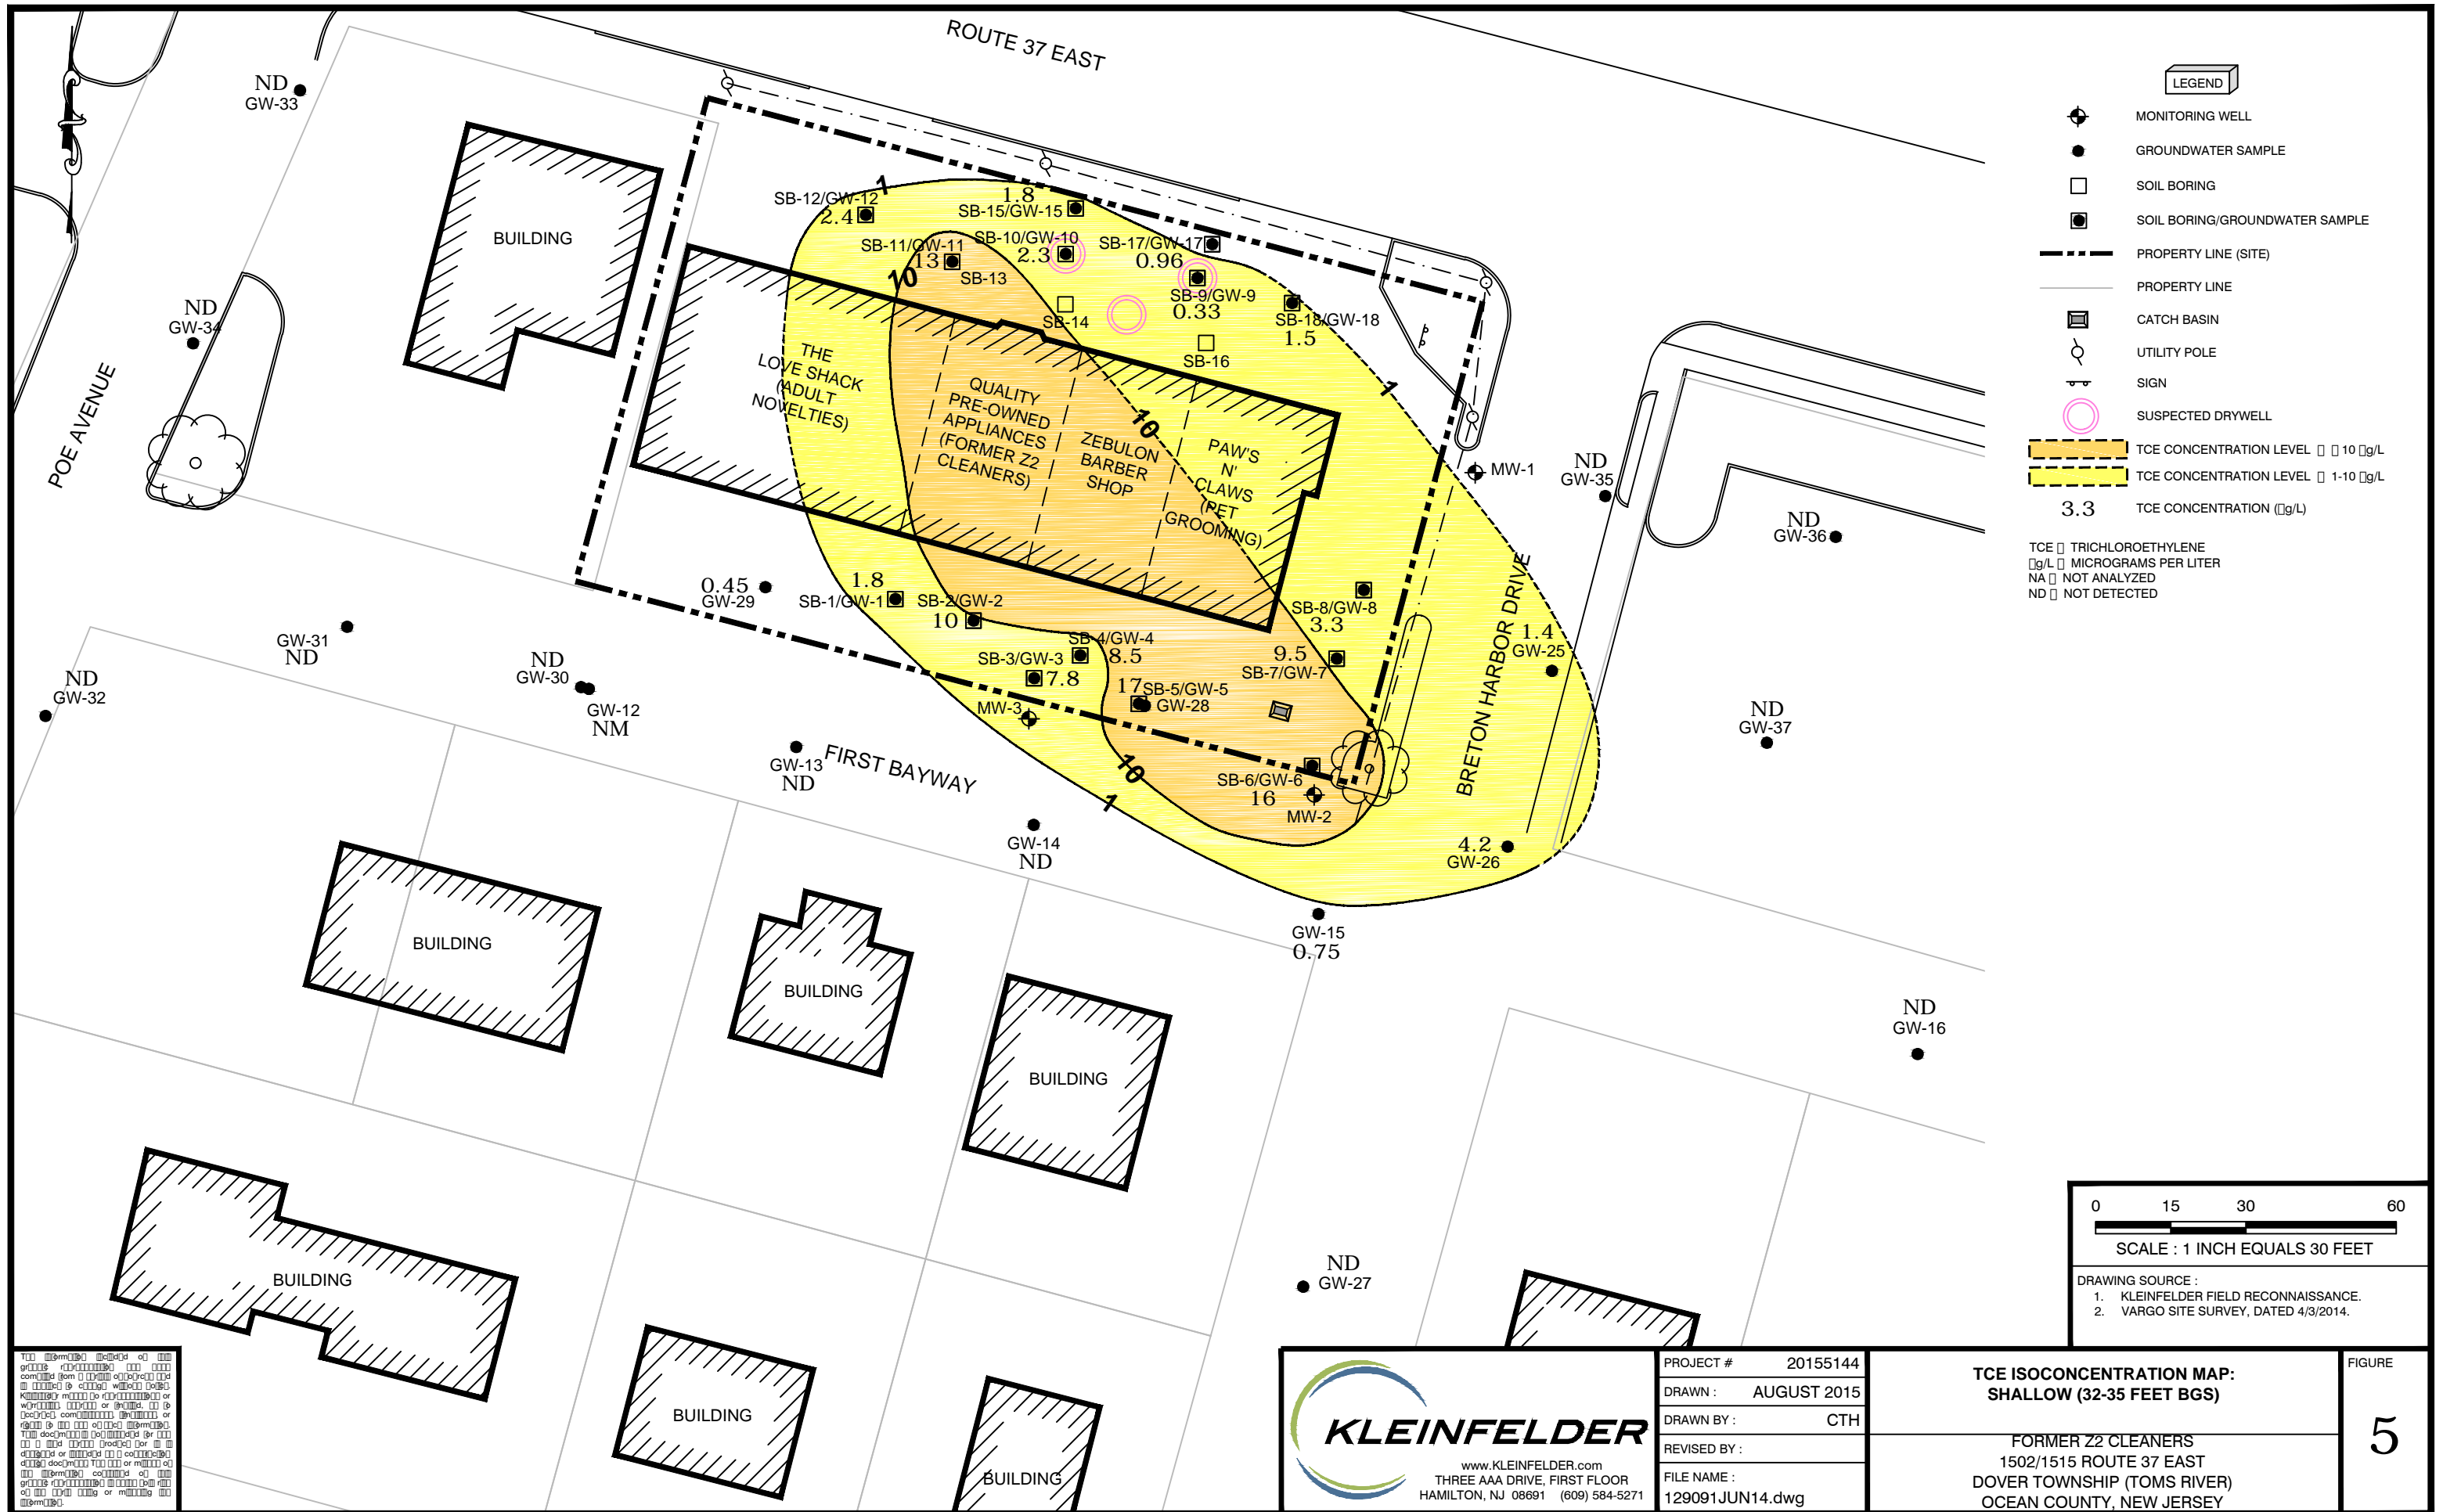 ROUTE 37 EAST
ND
GW-33
BUILDING
ND
GW-34
POE AVENUE
SB-12/GW-12
2.4
1
1.8
SB-15/GW-15
SB-11/GW-11
13
SB-13
10
SB-10/GW-10
2.3
SB-17/GW-17
0.96
SB-9/GW-9
0.33
SB-14
SB-16
SB-18/GW-18
1.5
1
THE
LOVE SHACK
(ADULT
NOVELTIES)
QUALITY
PRE-OWNED
APPLIANCES
(FORMER Z2
CLEANERS)
ZEBULON
BARBER
SHOP
10
PAW'S
N'
CLAWS
(PET
GROOMING)
MW-1
ND
GW-35
ND
GW-36
0.45
GW-29
1.8
SB-1/GW-1
SB-2/GW-2
10
SB-4/GW-4
8.5
SB-3/GW-3
7.8
MW-3
17
SB-5/GW-5
GW-28
SB-8/GW-8
3.3
9.5
SB-7/GW-7
1.4
GW-25
BRETON HARBOR DRIVE
ND
GW-37
GW-31
ND
ND
GW-32
ND
GW-30
GW-12
NM
GW-13
ND
FIRST BAYWAY
10
1
SB-6/GW-6
16
MW-2
4.2
GW-26
GW-14
ND
GW-15
0.75
ND
GW-16
ND
GW-27
BUILDING
BUILDING
BUILDING
BUILDING
BUILDING
BUILDING
LEGEND
MONITORING WELL
GROUNDWATER SAMPLE
SOIL BORING
SOIL BORING/GROUNDWATER SAMPLE
PROPERTY LINE (SITE)
PROPERTY LINE
CATCH BASIN
UTILITY POLE
SIGN
SUSPECTED DRYWELL
TCE CONCENTRATION LEVEL 10 g/L
TCE CONCENTRATION LEVEL 1-10 g/L
3.3 TCE CONCENTRATION (g/L)
TCE TRICHLOROETHYLENE
g/L MICROGRAMS PER LITER
NA NOT ANALYZED
ND NOT DETECTED
0 15 30 60
SCALE : 1 INCH EQUALS 30 FEET
DRAWING SOURCE :
1. KLEINFELDER FIELD RECONNAISSANCE.
2. VARGO SITE SURVEY, DATED 4/3/2014.
KLEINFELDER
www.KLEINFELDER.com
THREE AAA DRIVE, FIRST FLOOR
HAMILTON, NJ 08691 (609) 584-5271
PROJECT # 20155144
DRAWN : AUGUST 2015
DRAWN BY : CTH
REVISED BY :
FILE NAME :
129091JUN14.dwg
TCE ISOCONCENTRATION MAP:
SHALLOW (32-35 FEET BGS)
FORMER Z2 CLEANERS
1502/1515 ROUTE 37 EAST
DOVER TOWNSHIP (TOMS RIVER)
OCEAN COUNTY, NEW JERSEY
FIGURE
5